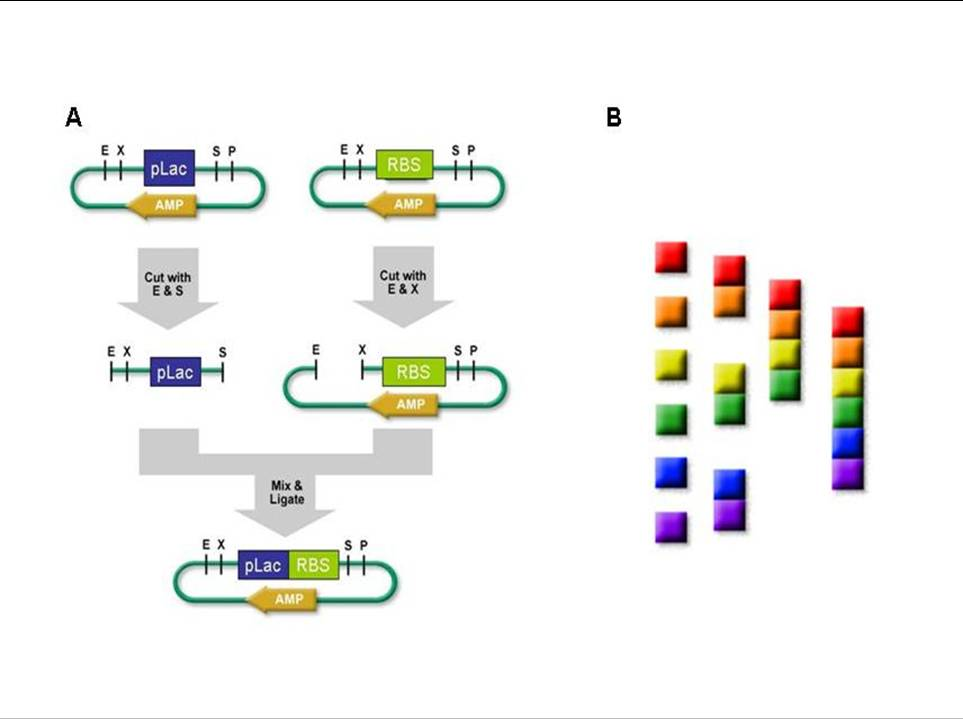 A
B
E X
pLac
S P
AMP
E X
RBS
S P
AMP
Cut with
E & S
Cut with
E & X
E X
pLac
S
E
X
RBS
S P
AMP
Mix &
Ligate
E X
pLac
RBS
S P
AMP